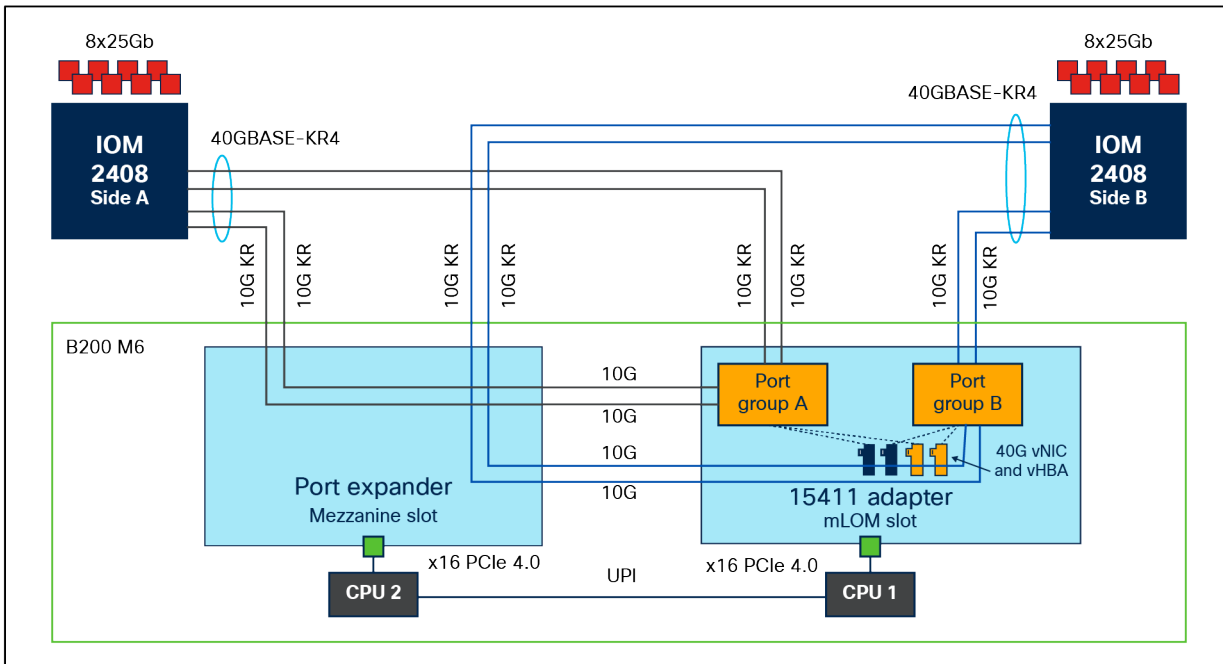 8x25Gb
8x25Gb
IOM
2408
Side A
40GBASE-KR4
40GBASE-KR4
IOM
2408
Side B
10G KR
10G KR
10G KR
10G KR
10G KR
10G KR
10G KR
10G KR
B200 M6
10G
10G
10G
10G
Port
group A
Port
group B
40G vNIC
and vHBA
Port expander
Mezzanine slot
15411 adapter
mLOM slot
x16 PCIe 4.0
UPI
x16 PCIe 4.0
CPU 2
CPU 1